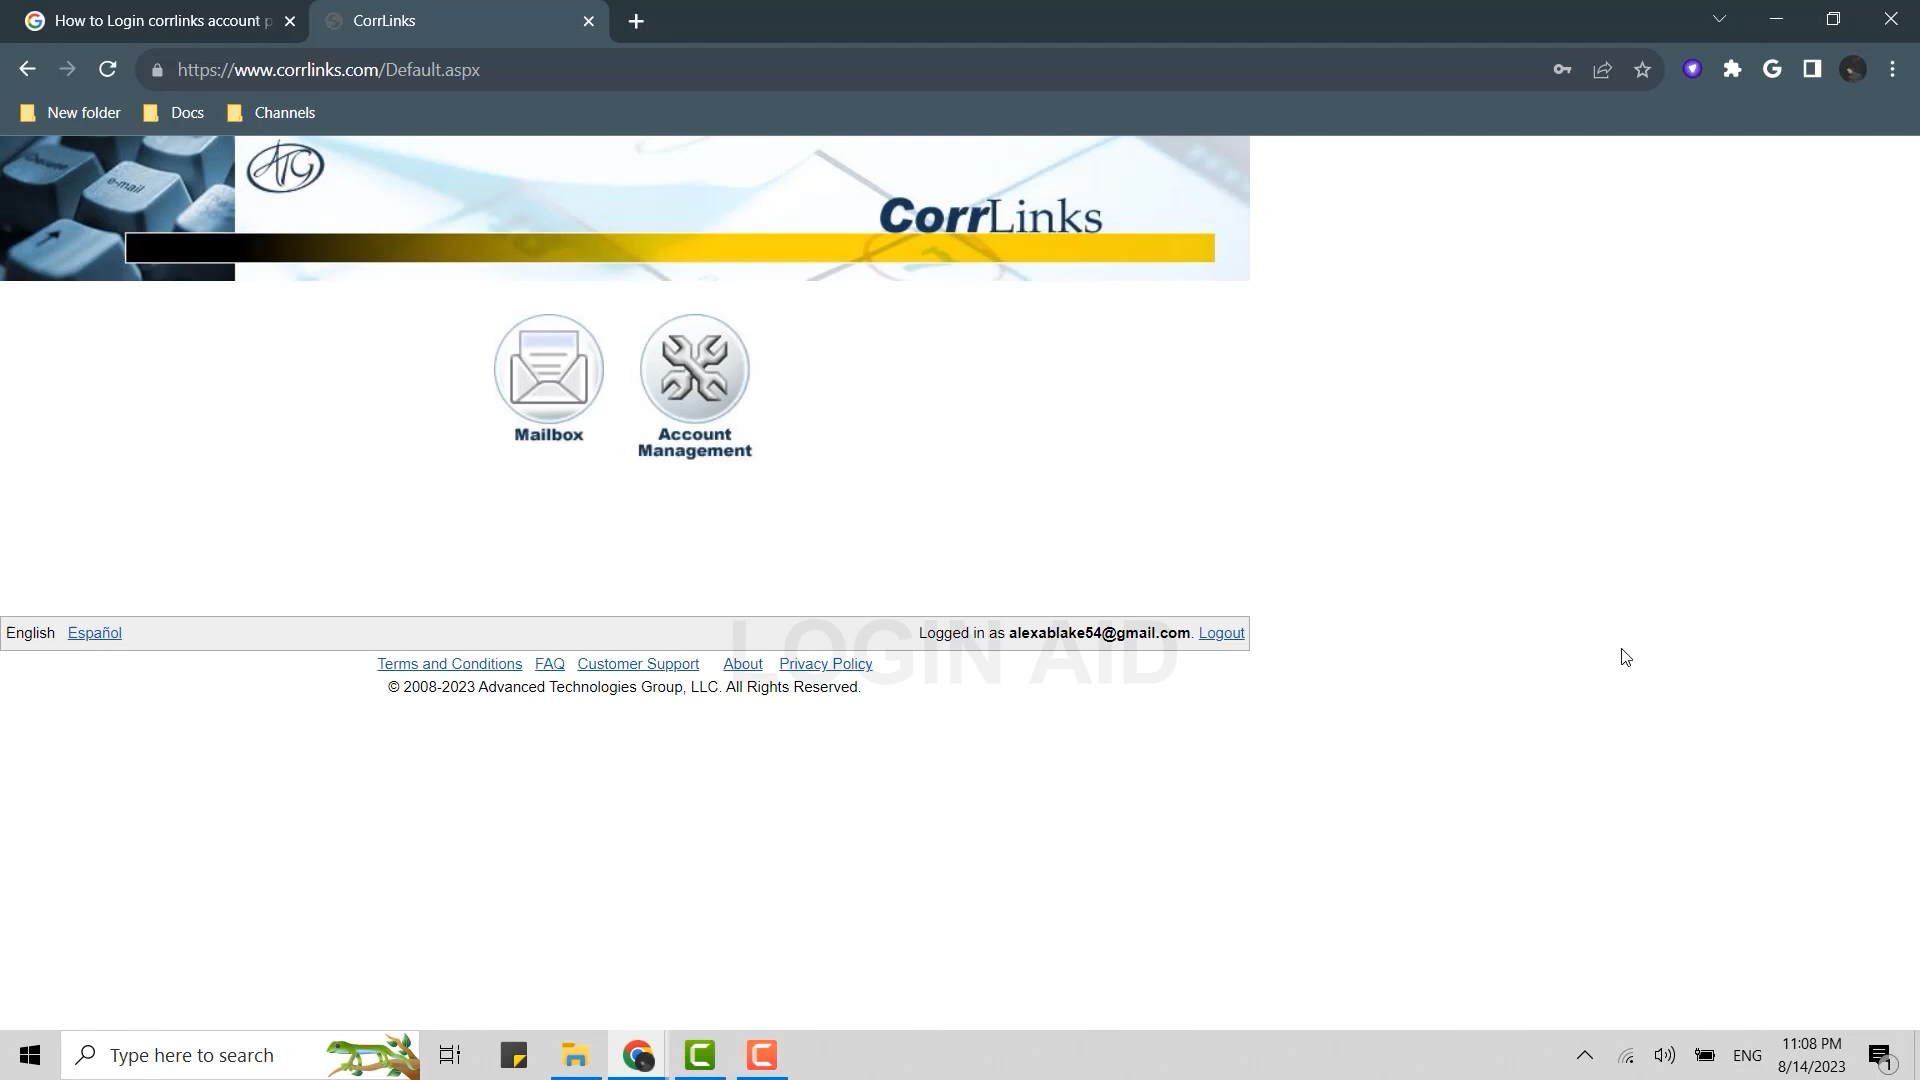 How to Login corrlinks account p
CorrLinks
https://www.corrlinks.com/Default.aspx
New folder
Docs
Channels
e-mail
ATG
CorrLinks
Mailbox
Account
Management
English Español
Logged in as alexablake54@gmail.com. Logout
LOGIN AID
Terms and Conditions FAQ Customer Support About Privacy Policy
© 2008-2023 Advanced Technologies Group, LLC. All Rights Reserved.
Type here to search
ENG
11:08 PM
8/14/2023
1